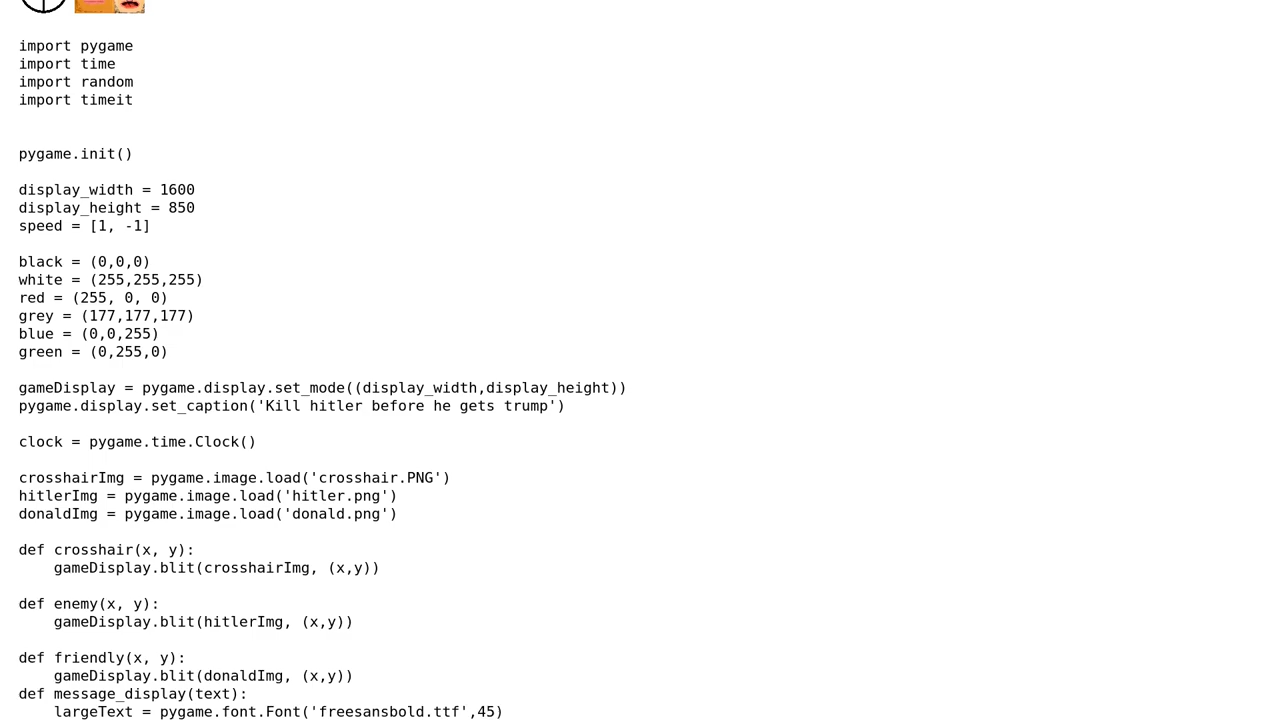 import pygame
import time
import random
import timeit
pygame.init()
display_width = 1600
display_height = 850
speed = [1, -1]
black = (0,0,0)
white = (255,255,255)
red = (255, 0, 0)
grey = (177,177,177)
blue = (0,0,255)
green = (0,255,0)
gameDisplay = pygame.display.set_mode((display_width,display_height))
pygame.display.set_caption('Kill hitler before he gets trump')
clock = pygame.time.Clock()
crosshairImg = pygame.image.load('crosshair.PNG')
hitlerImg = pygame.image.load('hitler.png')
donaldImg = pygame.image.load('donald.png')
def crosshair(x, y):
    gameDisplay.blit(crosshairImg, (x,y))
def enemy(x, y):
    gameDisplay.blit(hitlerImg, (x,y))
def friendly(x, y):
    gameDisplay.blit(donaldImg, (x,y))
def message_display(text):
    largeText = pygame.font.Font('freesansbold.ttf',45)